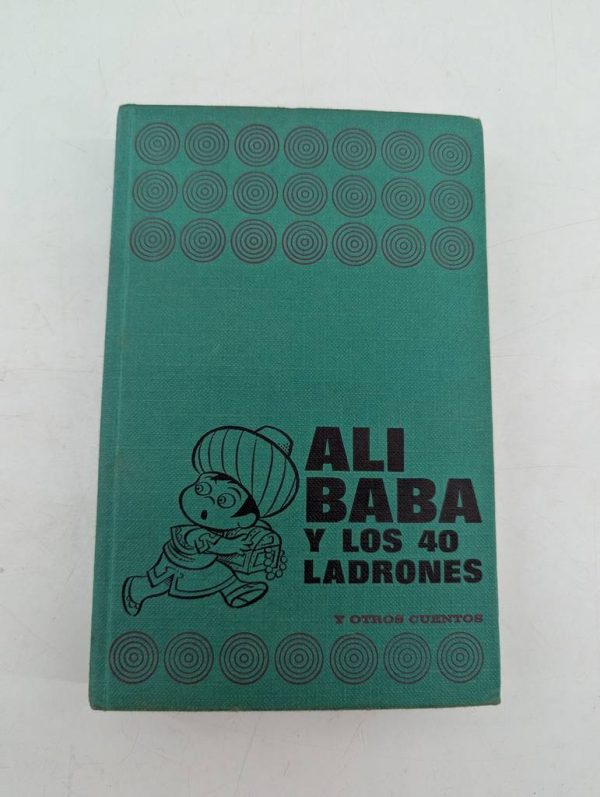 ALI
BABA
Y LOS 40
LADRONES
Y OTROS CUENTOS